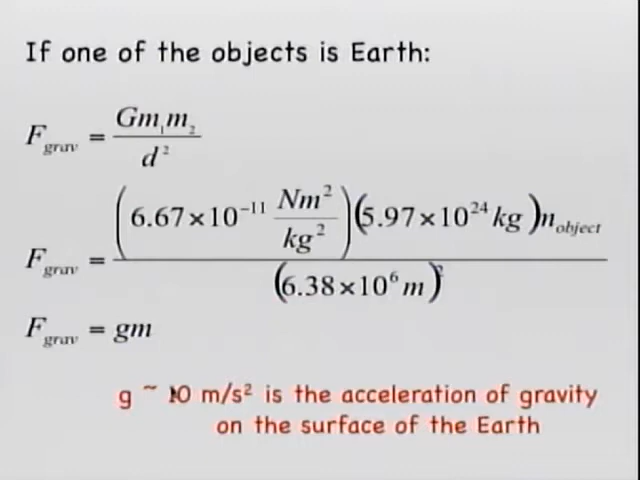 If one of the objects is Earth:
F_grav = Gm₁m₂ / d²
F_grav = (6.67×10⁻¹¹ Nm²/kg²)(5.97×10²⁴ kg)n_object / (6.38×10⁶ m)²
F_grav = gm
g ~ 10 m/s² is the acceleration of gravity
on the surface of the Earth